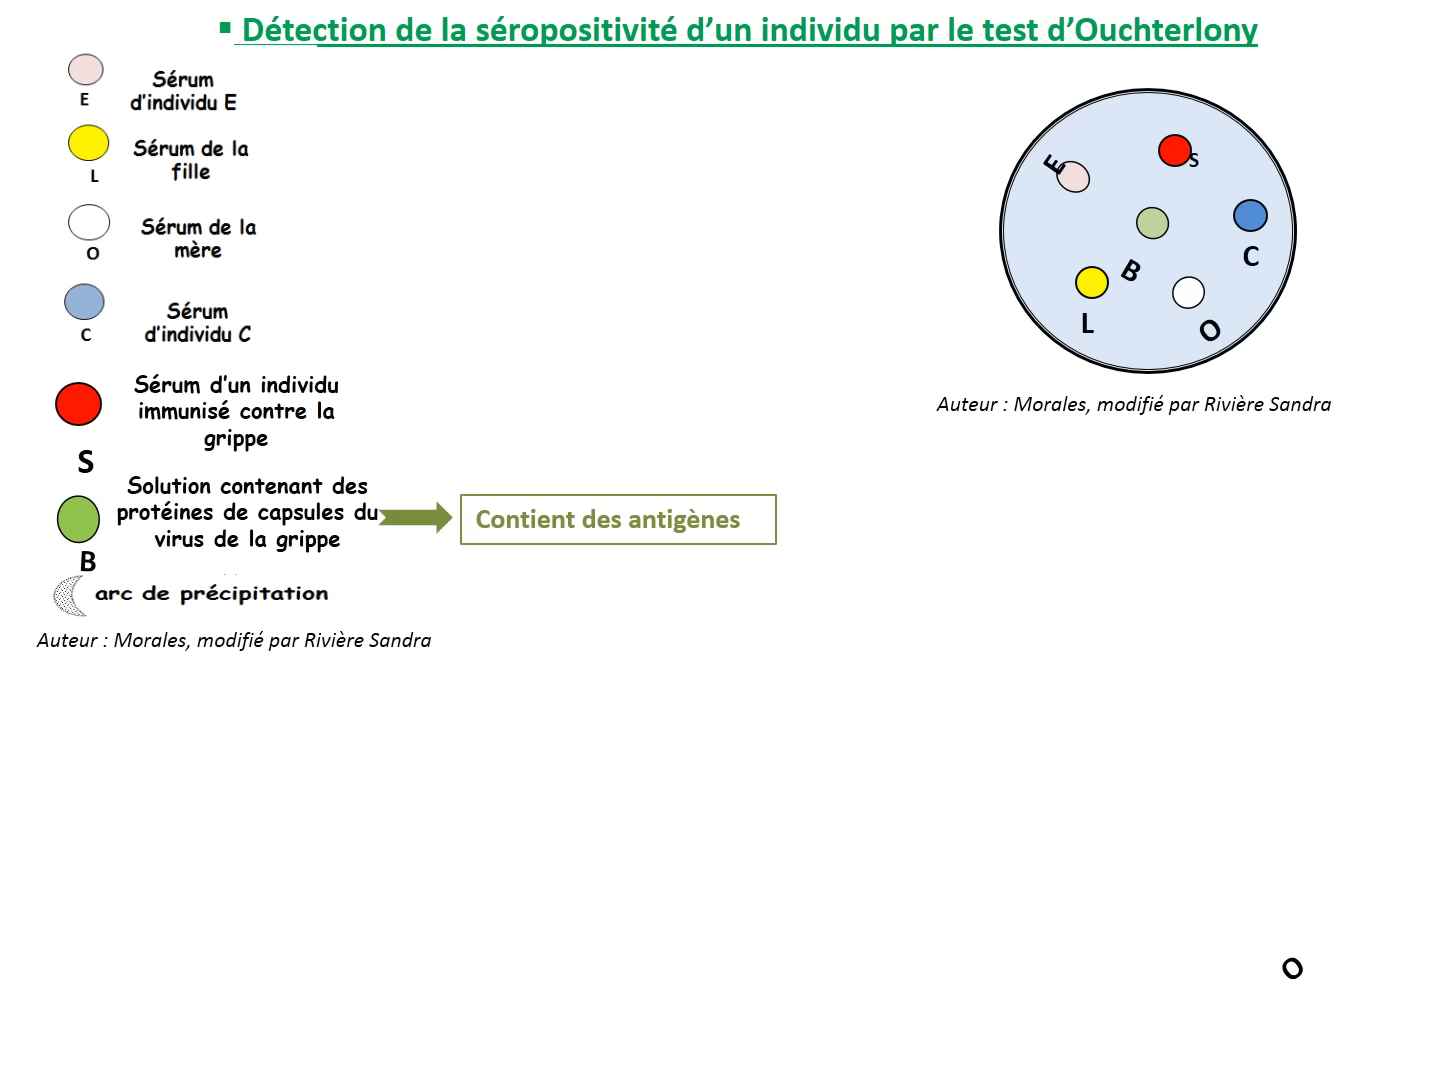 ▪ Détection de la séropositivité d’un individu par le test d’Ouchterlony
E
Sérum
d'individu E
L
Sérum de la
fille
O
Sérum de la
mère
C
Sérum
d'individu C
S
Sérum d'un individu
immunisé contre la
grippe
B
Solution contenant des
protéines de capsules du
virus de la grippe
Contient des antigènes
arc de précipitation
Auteur : Morales, modifié par Rivière Sandra
E
S
C
B
L
O
Auteur : Morales, modifié par Rivière Sandra
O